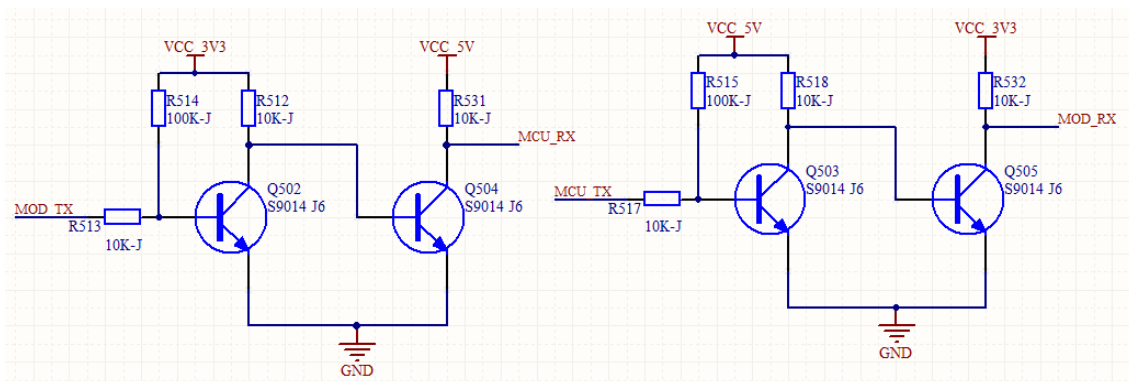 VCC_3V3
R514
100K-J
R512
10K-J
VCC_5V
R531
10K-J
MCU_RX
Q502
S9014 J6
Q504
S9014 J6
MOD_TX
R513
10K-J
GND
VCC_5V
R515
100K-J
R518
10K-J
VCC_3V3
R532
10K-J
MOD_RX
Q503
S9014 J6
Q505
S9014 J6
MCU_TX
R517
10K-J
GND